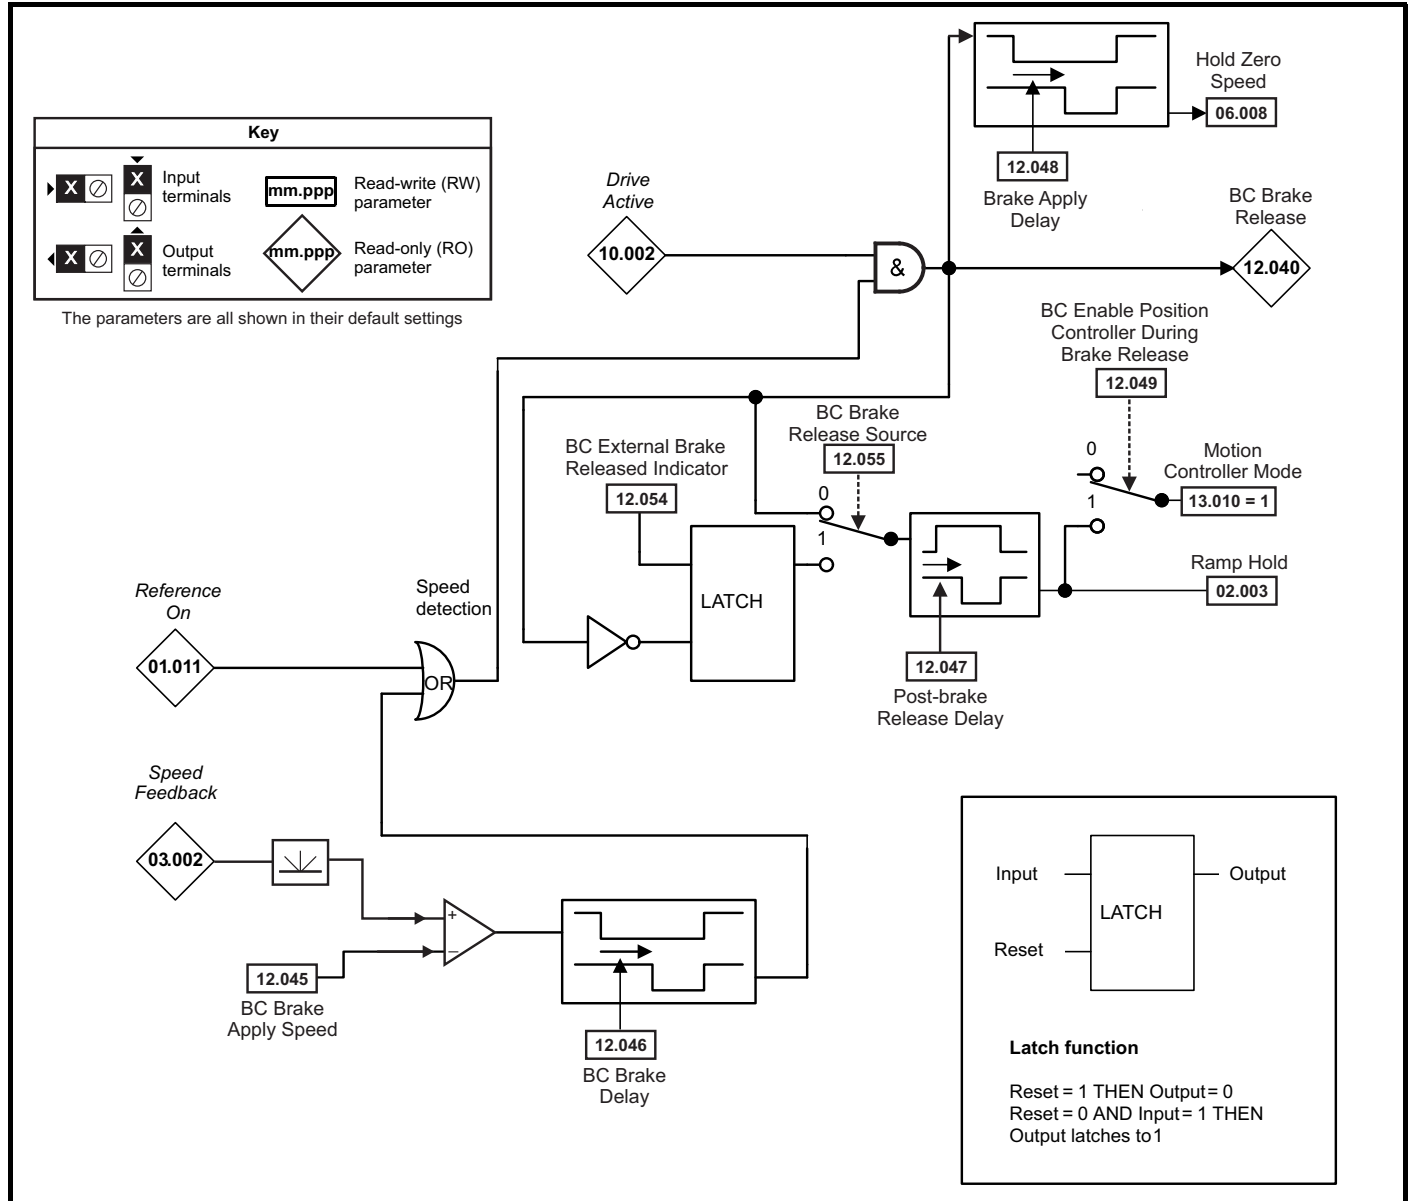 Key
X
X
Input
terminals
mm.ppp
Read-write (RW)
parameter
X
X
Output
terminals
mm.ppp
Read-only (RO)
parameter
The parameters are all shown in their default settings
Hold Zero
Speed
06.008
12.048
Brake Apply
Delay
Drive
Active
10.002
&
BC Brake
Release
12.040
BC Enable Position
Controller During
Brake Release
12.049
0
1
Motion
Controller Mode
13.010 = 1
BC Brake
Release Source
12.055
0
1
BC External Brake
Released Indicator
12.054
LATCH
Ramp Hold
02.003
12.047
Post-brake
Release Delay
Reference
On
01.011
Speed
detection
OR
Speed
Feedback
03.002
+
−
12.045
BC Brake
Apply Speed
12.046
BC Brake
Delay
Input
Reset
LATCH
Output
Latch function
Reset = 1 THEN Output = 0
Reset = 0 AND Input = 1 THEN
Output latches to 1